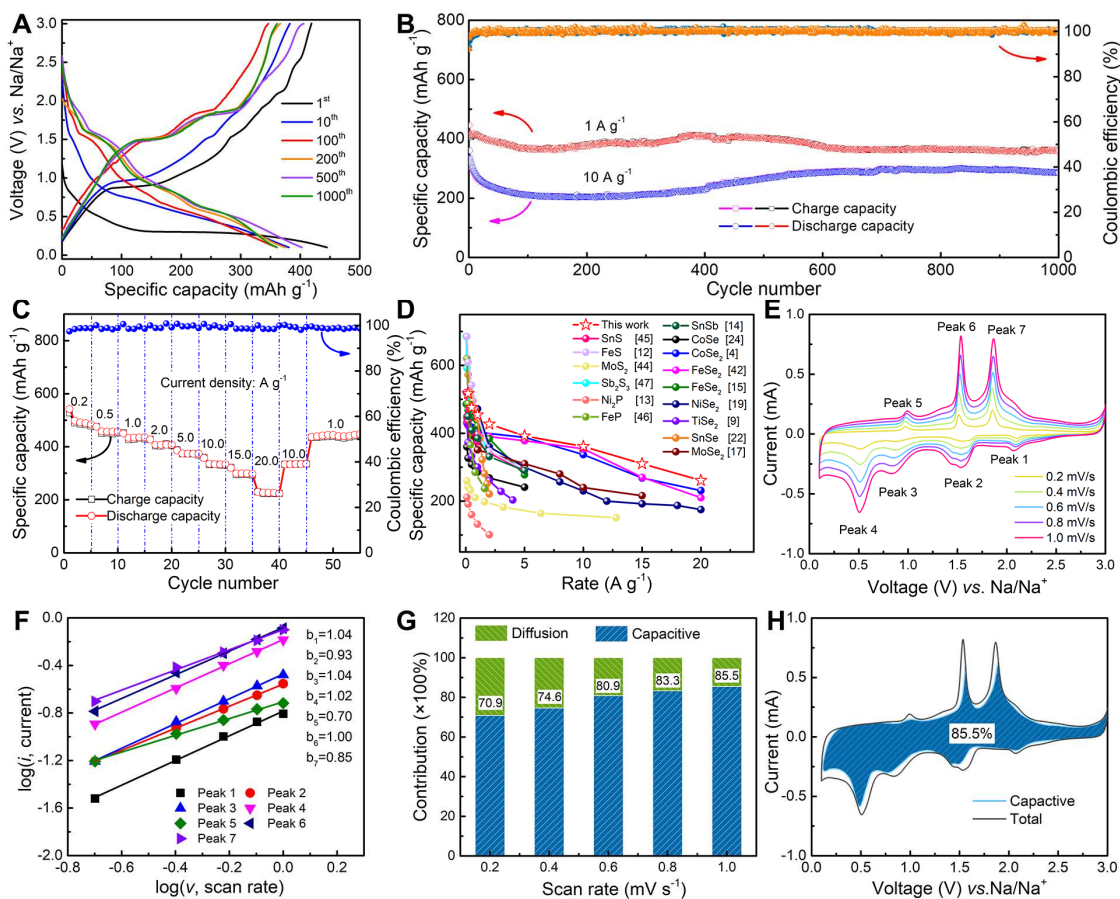 A
Voltage (V) vs. Na/Na⁺
3.0
2.5
2.0
1.5
1.0
0.5
0.0
1st
10th
100th
200th
500th
1000th
0 100 200 300 400 500
Specific capacity (mAh g⁻¹)
B
Specific capacity (mAh g⁻¹)
800
600
400
200
0
1 A g⁻¹
10 A g⁻¹
Charge capacity
Discharge capacity
100
80
60
40
20
0
Coulombic efficiency (%)
0 200 400 600 800 1000
Cycle number
C
Specific capacity (mAh g⁻¹)
800
600
400
200
0
Current density: A g⁻¹
0.2
0.5
1.0
2.0
5.0
10.0
15.0
20.0
10.0
1.0
Charge capacity
Discharge capacity
100
80
60
40
20
0
Coulombic efficiency (%)
0 10 20 30 40 50
Cycle number
D
Specific capacity (mAh g⁻¹)
600
400
200
This work
SnS [45]
FeS [12]
MoS₂ [44]
Sb₂S₃ [47]
Ni₂P [13]
FeP [46]
SnSb [14]
CoSe [24]
CoSe₂ [4]
FeSe₂ [42]
FeSe₂ [15]
NiSe₂ [19]
TiSe₂ [9]
SnSe [22]
MoSe₂ [17]
0 5 10 15 20
Rate (A g⁻¹)
E
Current (mA)
1.0
0.5
0.0
-0.5
-1.0
Peak 6
Peak 7
Peak 5
Peak 1
Peak 2
Peak 3
Peak 4
0.2 mV/s
0.4 mV/s
0.6 mV/s
0.8 mV/s
1.0 mV/s
0.0 0.5 1.0 1.5 2.0 2.5 3.0
Voltage (V) vs. Na/Na⁺
F
log(i, current)
0.0
-0.4
-0.8
-1.2
-1.6
-2.0
b₁=1.04
b₂=0.93
b₃=1.04
b₄=1.02
b₅=0.70
b₆=1.00
b₇=0.85
Peak 1 Peak 2
Peak 3 Peak 4
Peak 5 Peak 6
Peak 7
-0.8 -0.6 -0.4 -0.2 0.0 0.2
log(v, scan rate)
G
Contribution (×100%)
120
100
80
60
40
20
0
Diffusion Capacitive
70.9
74.6
80.9
83.3
85.5
0.2 0.4 0.6 0.8 1.0
Scan rate (mV s⁻¹)
H
Current (mA)
1.0
0.5
0.0
-0.5
-1.0
85.5%
Capactive
Total
0.0 0.5 1.0 1.5 2.0 2.5 3.0
Voltage (V) vs.Na/Na⁺